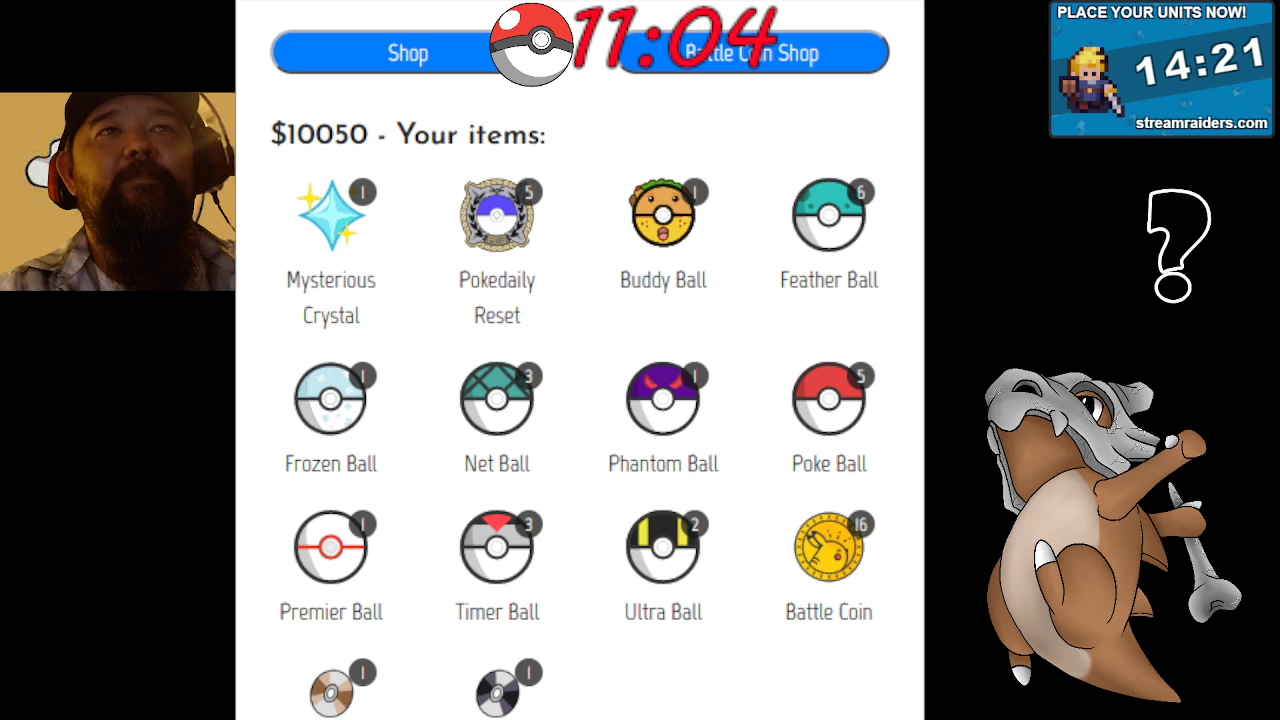 Shop
11:04
Battle Coin Shop
PLACE YOUR UNITS NOW!
14:21
streamraiders.com
$10050 - Your items:
1 5 1 6
Mysterious Crystal
Pokedaily Reset
Buddy Ball
Feather Ball
1 3 1 5
Frozen Ball
Net Ball
Phantom Ball
Poke Ball
1 3 2 16
Premier Ball
Timer Ball
Ultra Ball
Battle Coin
1 1
?